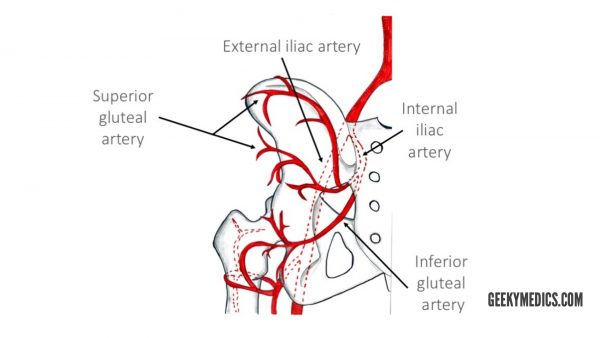 External iliac artery
Superior
gluteal
artery
Internal
iliac
artery
Inferior
gluteal
artery
GEEKYMEDICS.COM